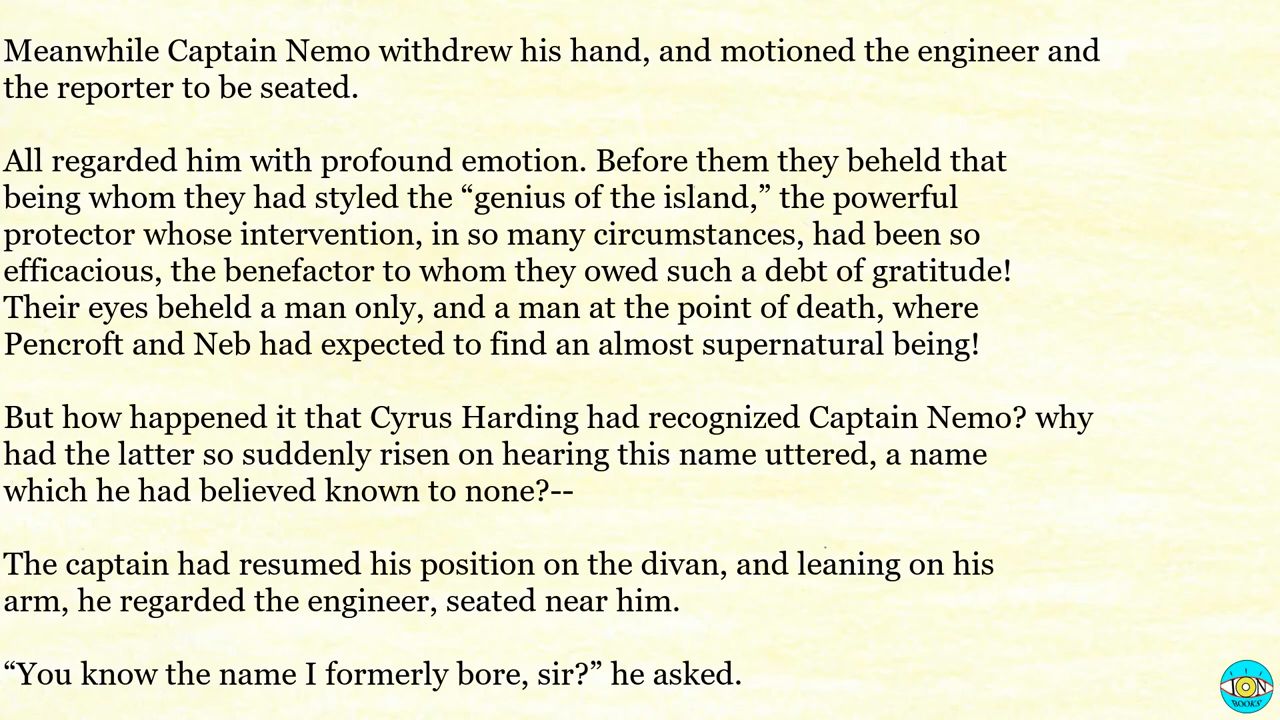 Meanwhile Captain Nemo withdrew his hand, and motioned the engineer and
the reporter to be seated.
All regarded him with profound emotion. Before them they beheld that
being whom they had styled the “genius of the island,” the powerful
protector whose intervention, in so many circumstances, had been so
efficacious, the benefactor to whom they owed such a debt of gratitude!
Their eyes beheld a man only, and a man at the point of death, where
Pencroft and Neb had expected to find an almost supernatural being!
But how happened it that Cyrus Harding had recognized Captain Nemo? why
had the latter so suddenly risen on hearing this name uttered, a name
which he had believed known to none?--
The captain had resumed his position on the divan, and leaning on his
arm, he regarded the engineer, seated near him.
“You know the name I formerly bore, sir?” he asked.
ION
BOOKS